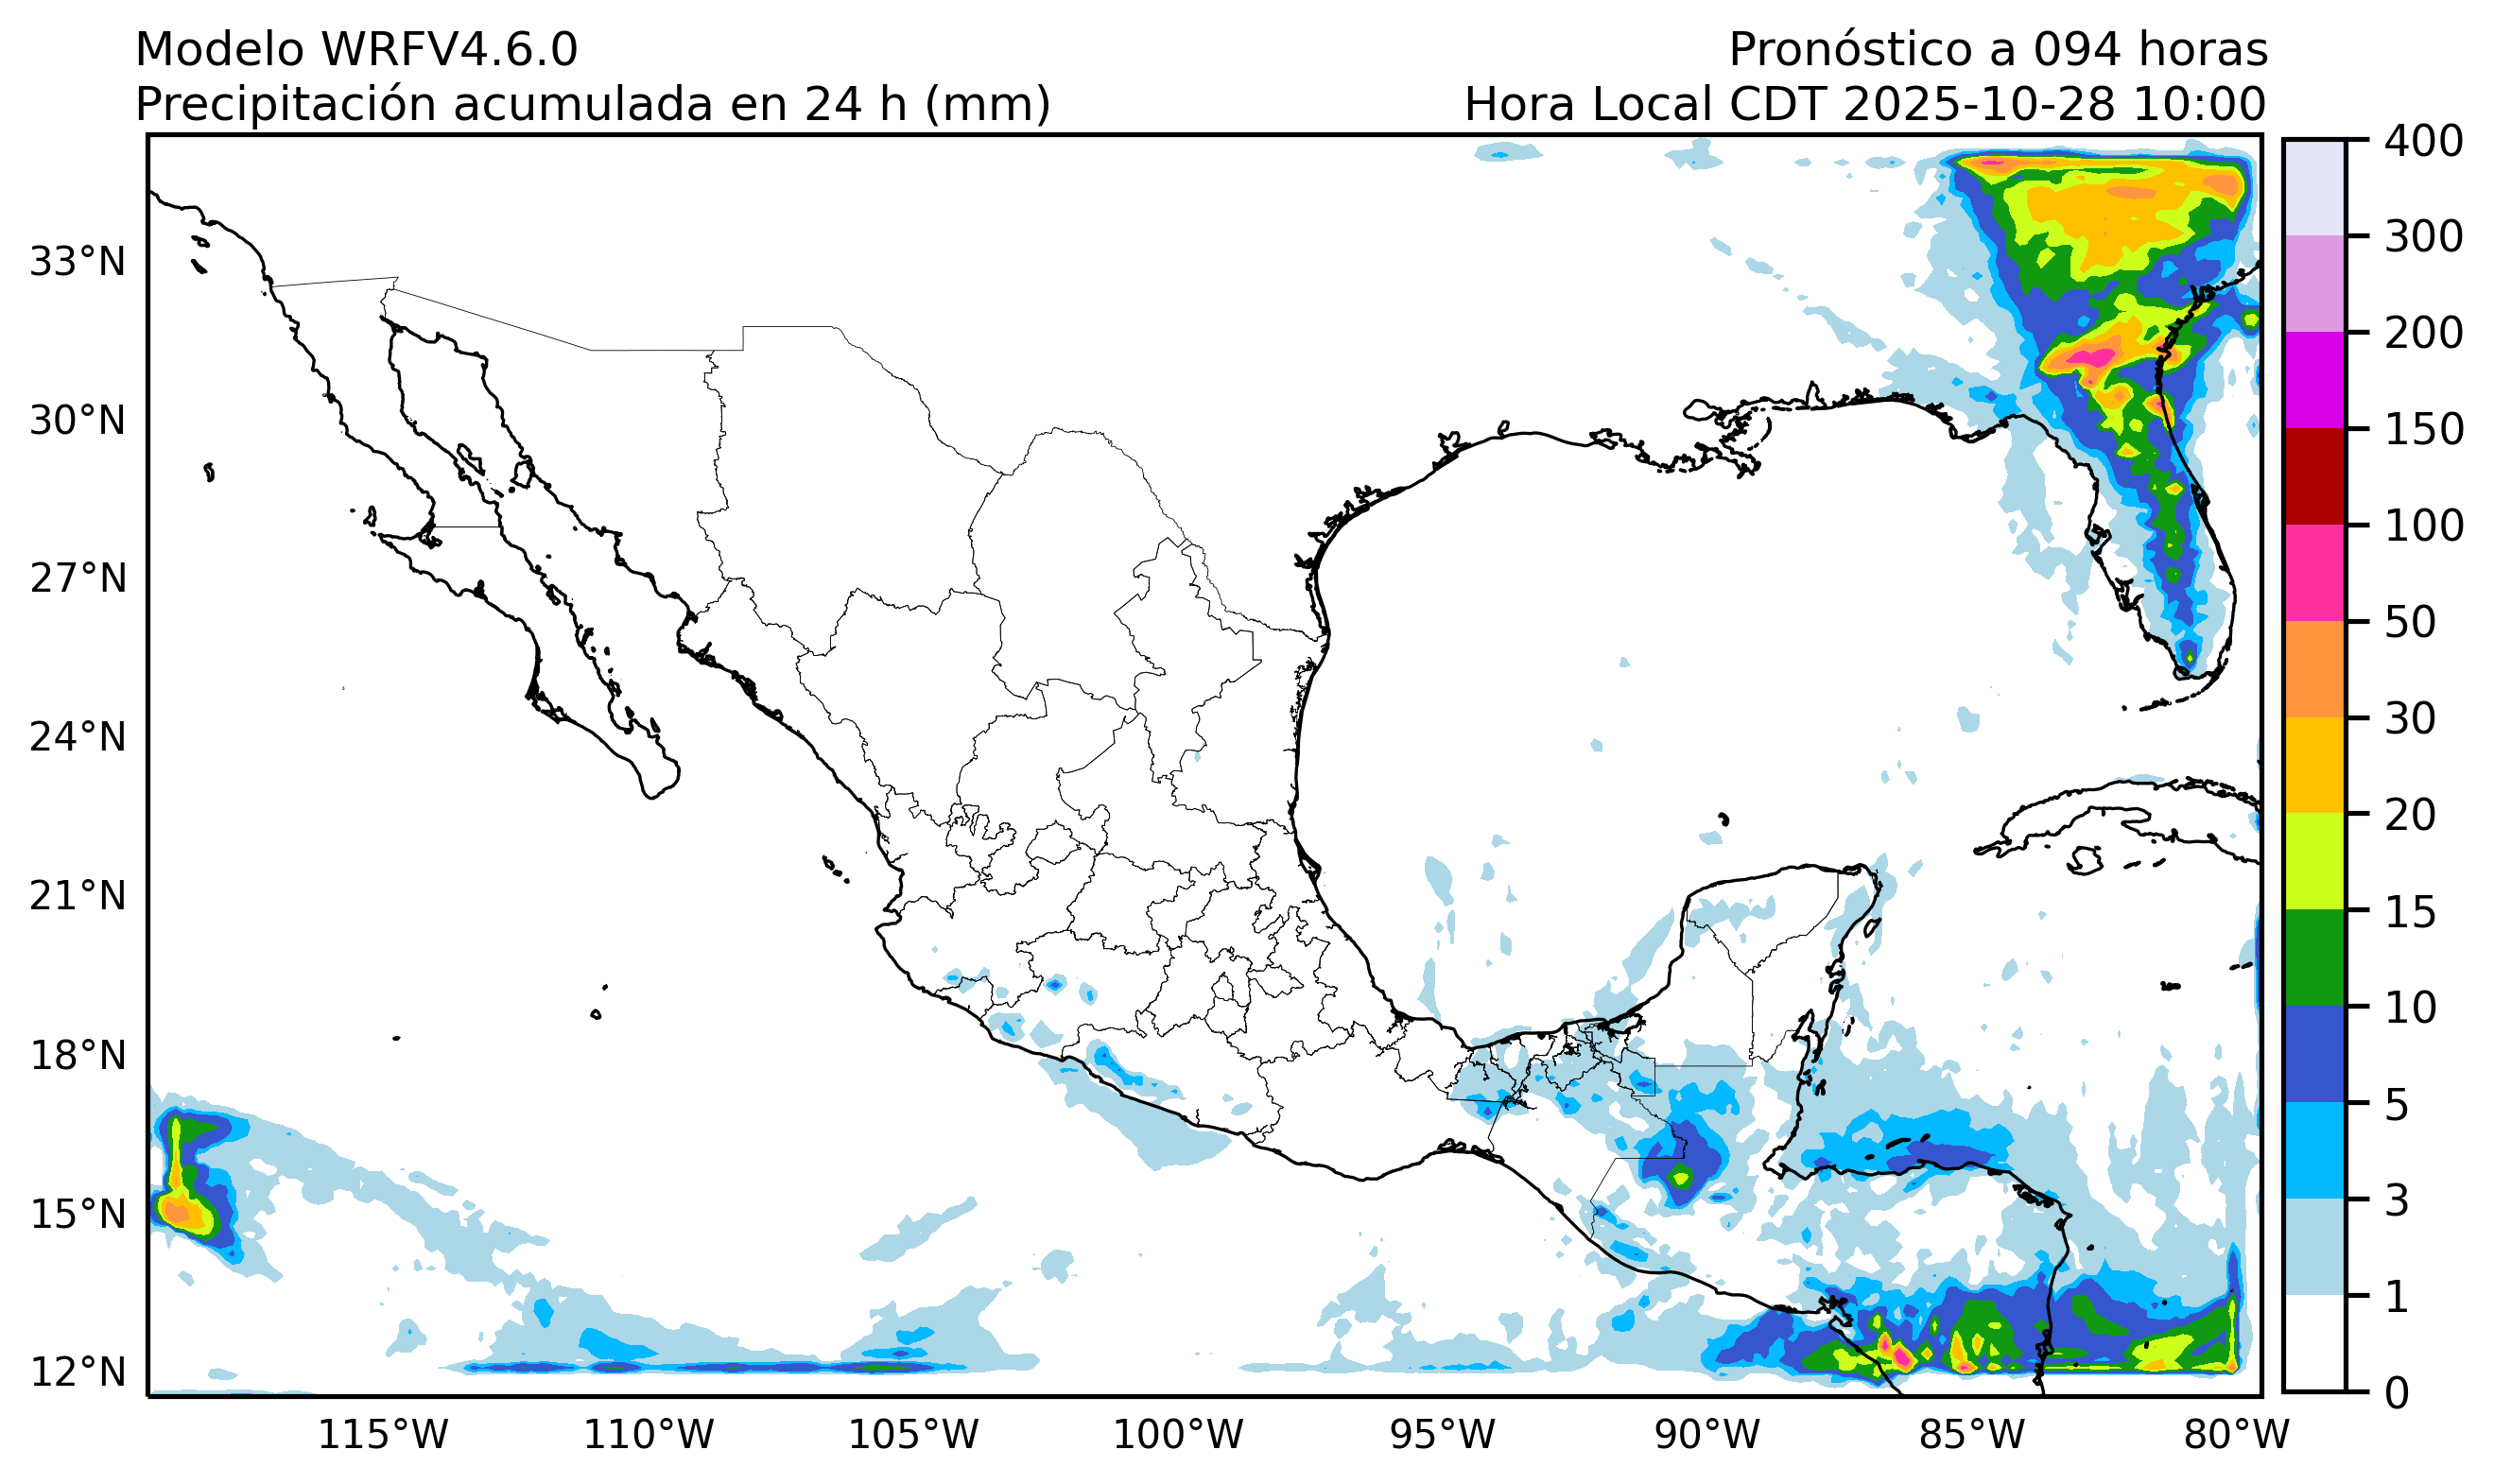 Modelo WRFV4.6.0
Pronóstico a 094 horas
Precipitación acumulada en 24 h (mm)
Hora Local CDT 2025-10-28 10:00
33°N
30°N
27°N
24°N
21°N
18°N
15°N
12°N
115°W
110°W
105°W
100°W
95°W
90°W
85°W
80°W
400
300
200
150
100
50
30
20
15
10
5
3
1
0